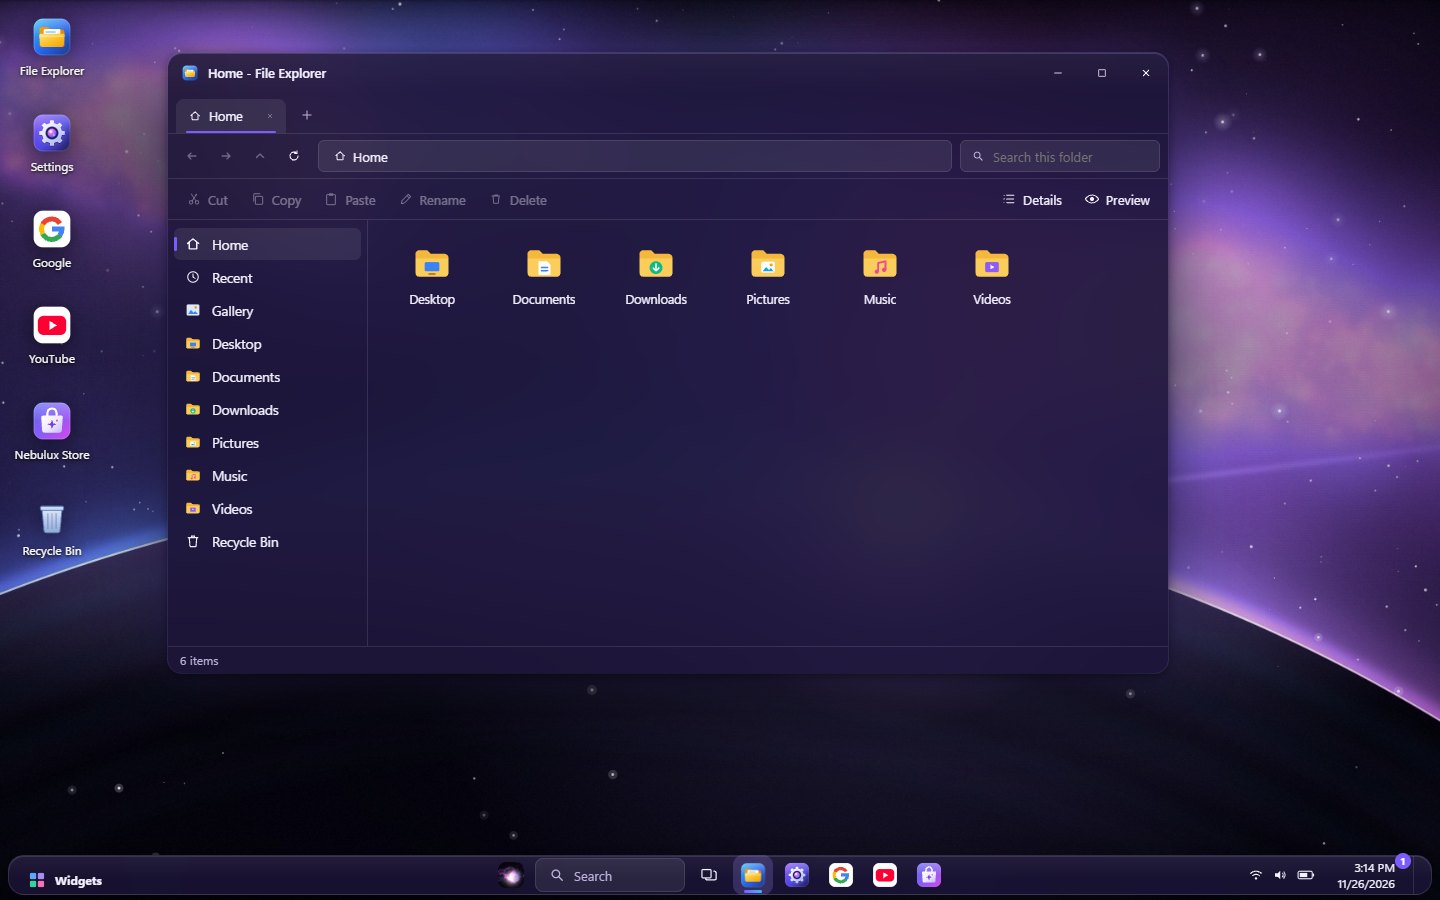 File Explorer
Settings
Google
YouTube
Nebulux Store
Recycle Bin
Home - File Explorer
Home
Home
Search this folder
Cut
Copy
Paste
Rename
Delete
Details
Preview
Home
Recent
Gallery
Desktop
Documents
Downloads
Pictures
Music
Videos
Recycle Bin
Desktop
Documents
Downloads
Pictures
Music
Videos
6 items
Widgets
Search
3:14 PM
11/26/2026
1